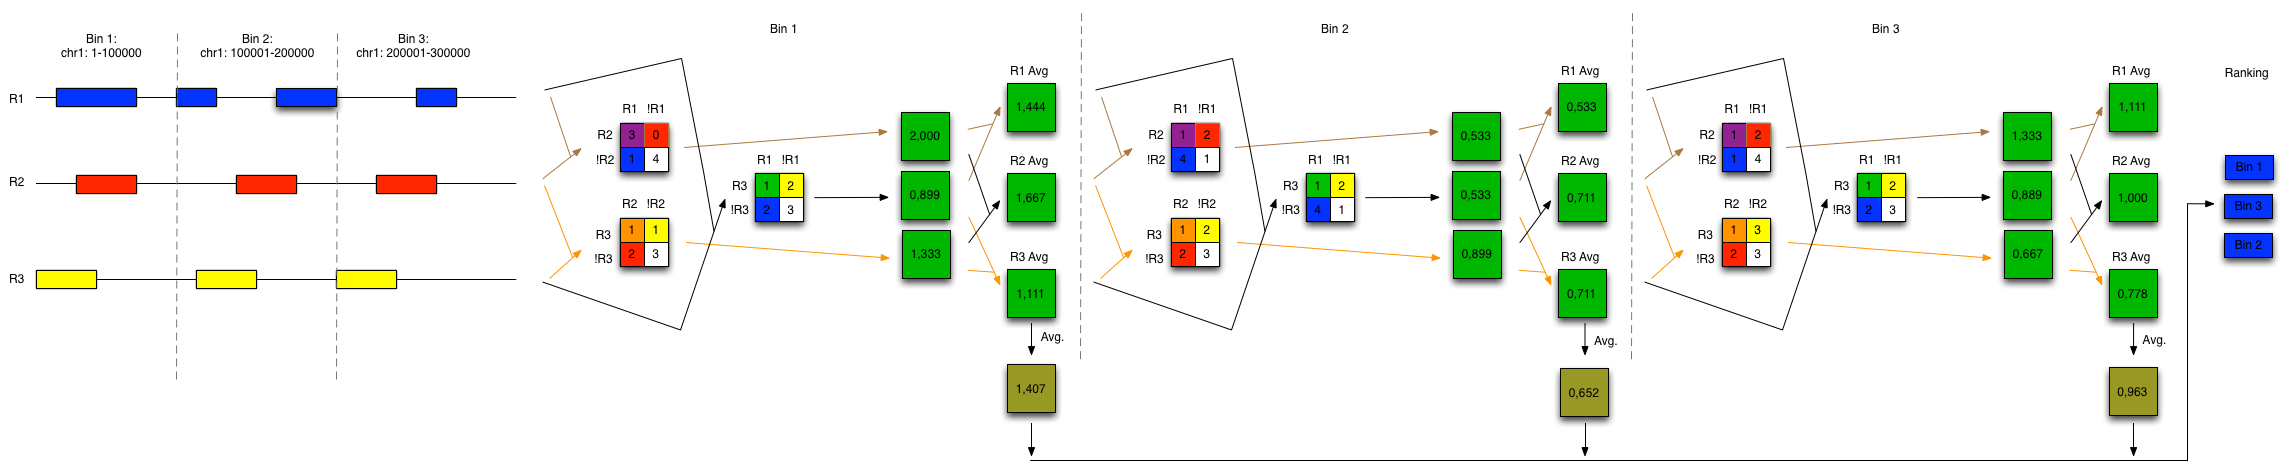 Bin 1:
chr1: 1-100000
Bin 2:
chr1: 100001-200000
Bin 3:
chr1: 200001-300000
R1
R2
R3
Bin 1
R1 !R1
R2 3 0
!R2 1 4
R2 !R2
R3 1 1
!R3 2 3
R1 !R1
R3 1 2
!R3 2 3
2,000
0,899
1,333
R1 Avg
1,444
R2 Avg
1,667
R3 Avg
1,111
Avg.
1,407
Bin 2
R1 !R1
R2 1 2
!R2 4 1
R2 !R2
R3 1 2
!R3 2 3
R1 !R1
R3 1 2
!R3 4 1
0,533
0,533
0,899
R1 Avg
0,533
R2 Avg
0,711
R3 Avg
0,711
Avg.
0,652
Bin 3
R1 !R1
R2 1 2
!R2 1 4
R2 !R2
R3 1 3
!R3 2 3
R1 !R1
R3 1 2
!R3 2 3
1,333
0,889
0,667
R1 Avg
1,111
R2 Avg
1,000
R3 Avg
0,778
Avg.
0,963
Ranking
Bin 1
Bin 3
Bin 2